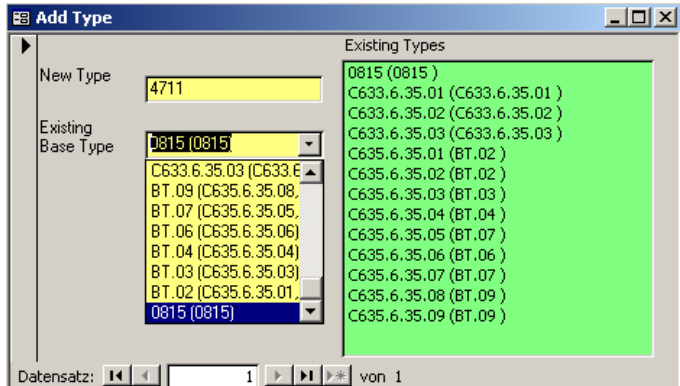 Add Type
Existing Types
New Type
4711
Existing
Base Type
0815 (0815)
C633.6.35.03 (C633.6
BT.09 (C635.6.35.08,
BT.07 (C635.6.35.05,
BT.06 (C635.6.35.06)
BT.04 (C635.6.35.04)
BT.03 (C635.6.35.03)
BT.02 (C635.6.35.01,
0815 (0815)
0815 (0815 )
C633.6.35.01 (C633.6.35.01 )
C633.6.35.02 (C633.6.35.02 )
C633.6.35.03 (C633.6.35.03 )
C635.6.35.01 (BT.02 )
C635.6.35.02 (BT.02 )
C635.6.35.03 (BT.03 )
C635.6.35.04 (BT.04 )
C635.6.35.05 (BT.07 )
C635.6.35.06 (BT.06 )
C635.6.35.07 (BT.07 )
C635.6.35.08 (BT.09 )
C635.6.35.09 (BT.09 )
Datensatz: 1 von 1